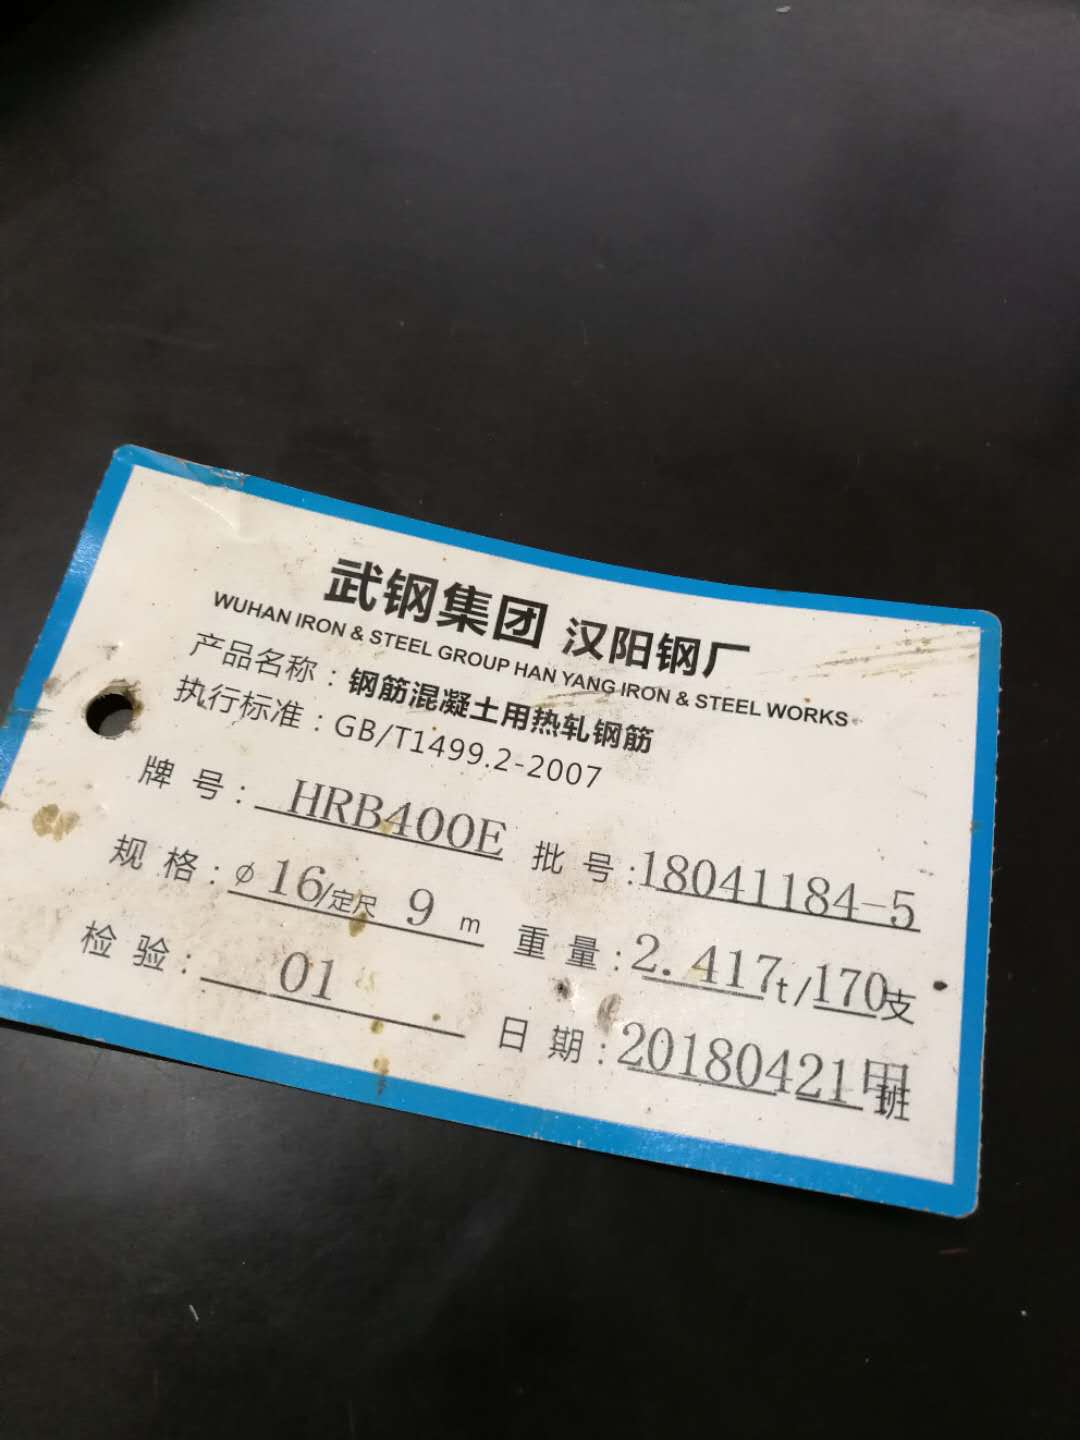 武钢集团 汉阳钢厂
WUHAN IRON & STEEL GROUP HAN YANG IRON & STEEL WORKS
产品名称：钢筋混凝土用热轧钢筋
执行标准：GB/T1499.2-2007
牌号：HRB400E 批号：18041184-5
规格：φ16/定尺 9 m 重量：2.417t/170支
检验：01 日期：20180421甲班